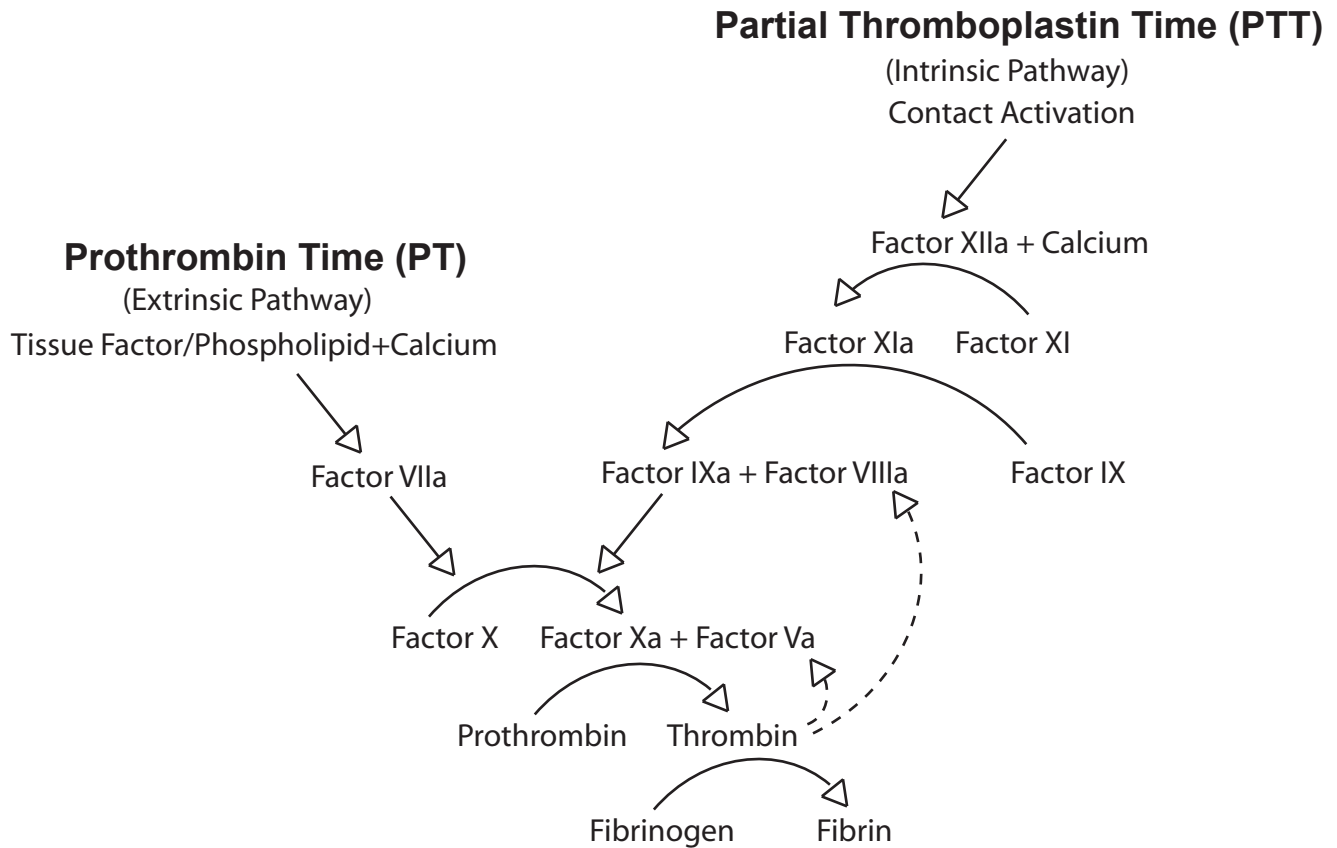 Partial Thromboplastin Time (PTT)
(Intrinsic Pathway)
Contact Activation
Factor XIIa + Calcium
Prothrombin Time (PT)
(Extrinsic Pathway)
Tissue Factor/Phospholipid+Calcium
Factor XIa Factor XI
Factor VIIa Factor IXa + Factor VIIIa Factor IX
Factor X Factor Xa + Factor Va
Prothrombin Thrombin
Fibrinogen Fibrin